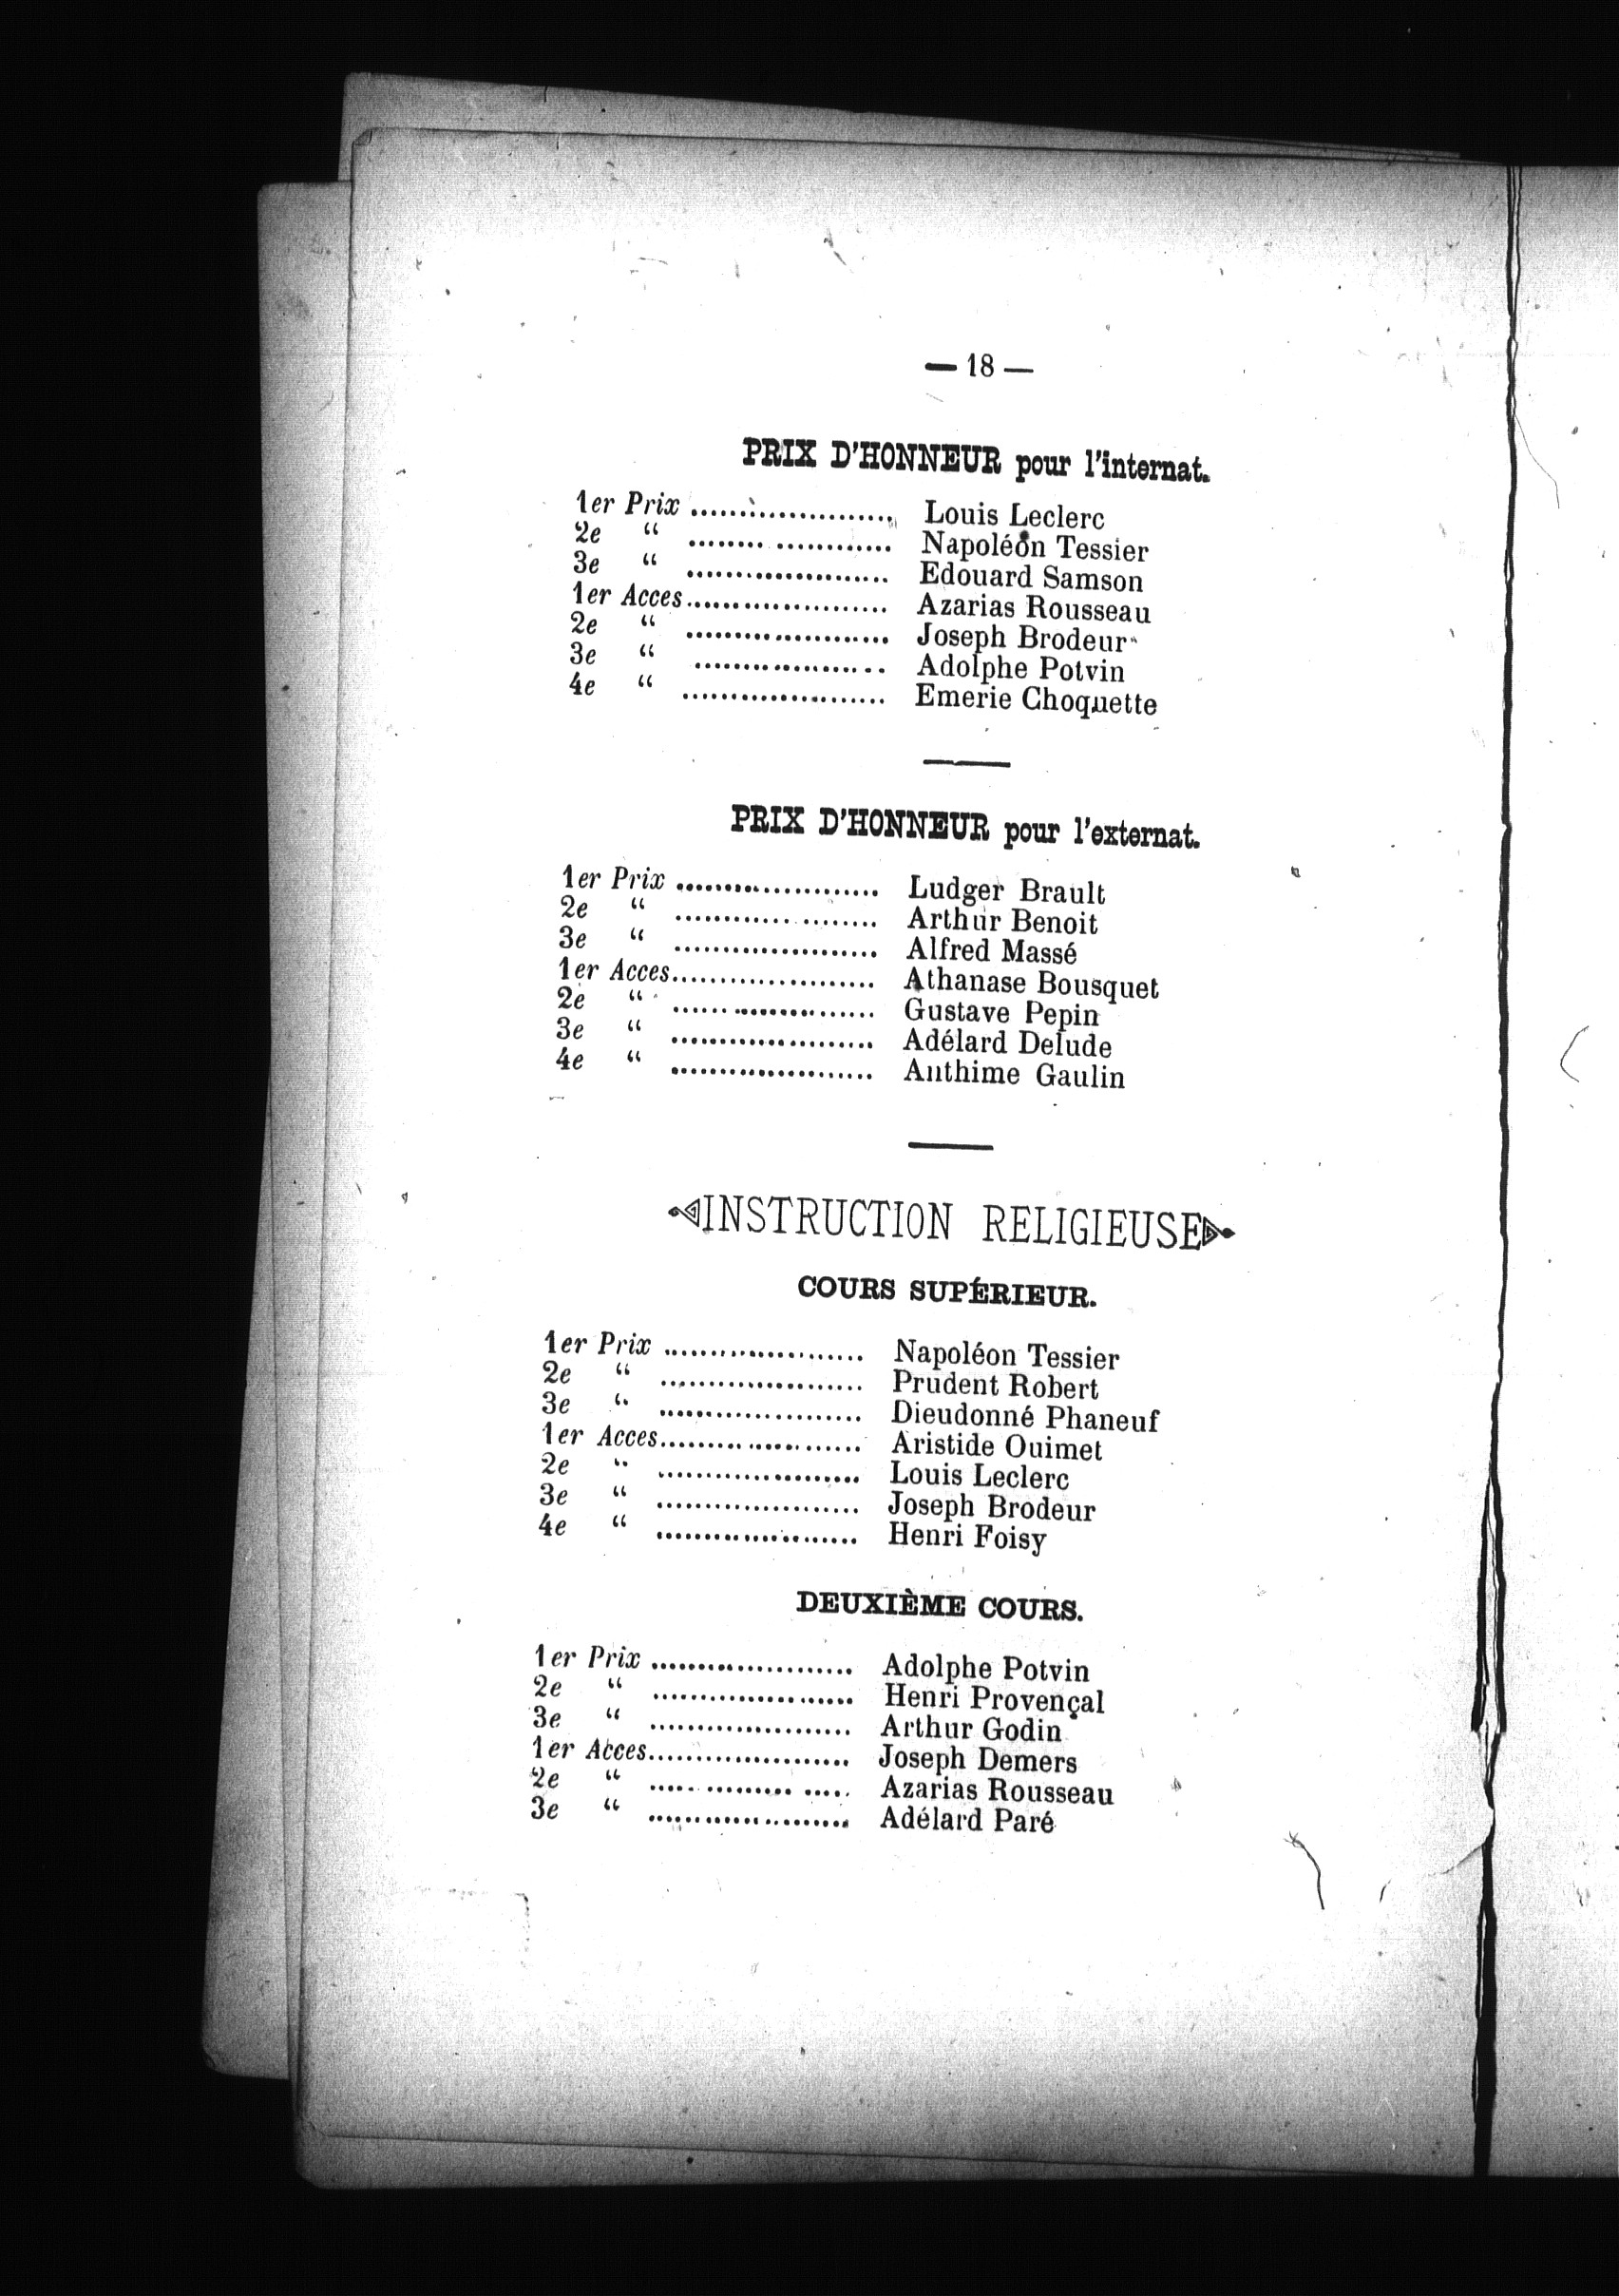 — 18 —
PRIX D'HONNEUR pour l'internat.
1er Prix ..................... Louis Leclerc
2e “ ..................... Napoléon Tessier
3e “ ..................... Edouard Samson
1er Acces..................... Azarias Rousseau
2e “ ..................... Joseph Brodeur
3e “ .................... Adolphe Potvin
4e “ ..................... Emerie Choquette
PRIX D'HONNEUR pour l'externat.
1er Prix ..................... Ludger Brault
2e “ ..................... Arthur Benoit
3e “ ..................... Alfred Massé
1er Acces..................... Athanase Bousquet
2e “ ..................... Gustave Pepin
3e “ ..................... Adélard Delude
4e “ ..................... Anthime Gaulin
INSTRUCTION RELIGIEUSE
COURS SUPÉRIEUR.
1er Prix ..................... Napoléon Tessier
2e “ ..................... Prudent Robert
3e “ ..................... Dieudonné Phaneuf
1er Acces..................... Aristide Ouimet
2e “ ..................... Louis Leclerc
3e “ ..................... Joseph Brodeur
4e “ ..................... Henri Foisy
DEUXIÈME COURS.
1er Prix ..................... Adolphe Potvin
2e “ ..................... Henri Provençal
3e “ ..................... Arthur Godin
1er Acces..................... Joseph Demers
2e “ ..................... Azarias Rousseau
3e “ ..................... Adélard Paré